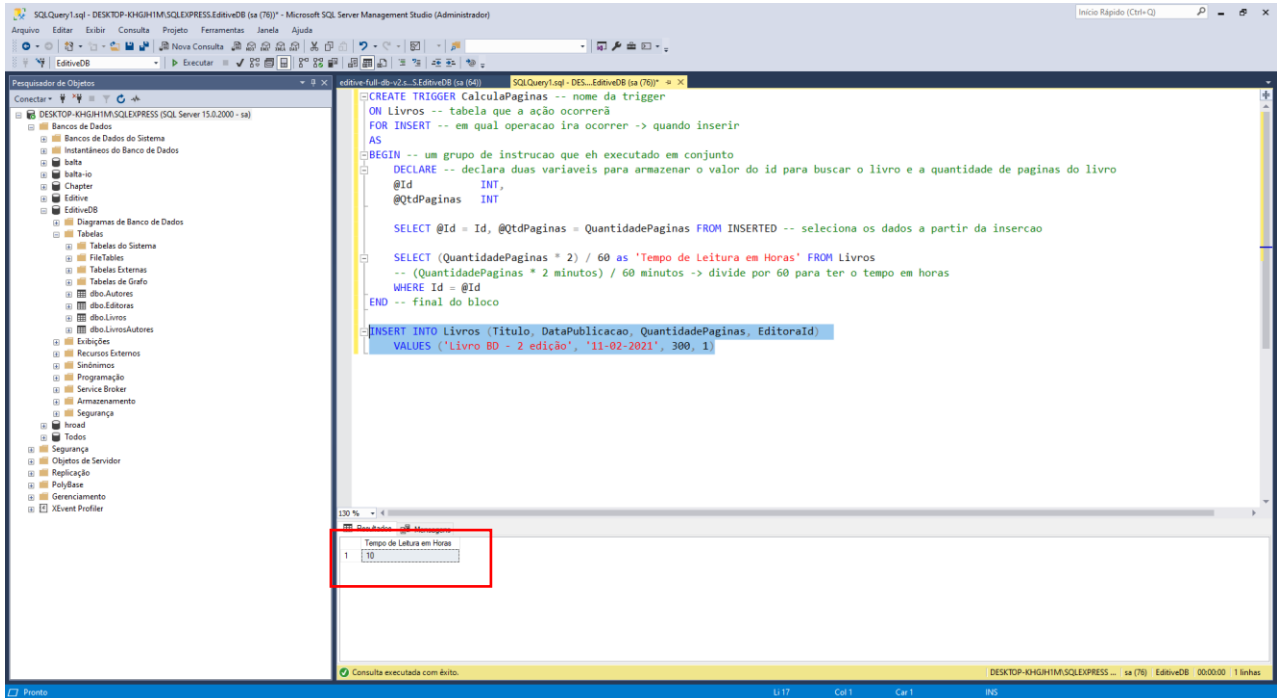 SQLQuery1.sql - DESKTOP-KHGJH1M\SQLEXPRESS.EditiveDB (sa (76))* - Microsoft SQL Server Management Studio (Administrador)
Início Rápido (Ctrl+Q)
Arquivo Editar Exibir Consulta Projeto Ferramentas Janela Ajuda
Nova Consulta
EditiveDB
Executar
Pesquisador de Objetos
editive-full-db-v2.s...S.EditiveDB (sa (64))
SQLQuery1.sql - DES...EditiveDB (sa (76))*
Conectar
DESKTOP-KHGJH1M\SQLEXPRESS (SQL Server 15.0.2000 - sa)
Bancos de Dados
Bancos de Dados do Sistema
Instantâneos do Banco de Dados
balta
balta-io
Chapter
Editive
EditiveDB
Diagramas de Banco de Dados
Tabelas
Tabelas do Sistema
FileTables
Tabelas Externas
Tabelas de Grafo
dbo.Autores
dbo.Editoras
dbo.Livros
dbo.LivrosAutores
Exibições
Recursos Externos
Sinônimos
Programação
Service Broker
Armazenamento
Segurança
hroad
Todos
Segurança
Objetos de Servidor
Replicação
PolyBase
Gerenciamento
XEvent Profiler
CREATE TRIGGER CalculaPaginas -- nome da trigger
ON Livros -- tabela que a ação ocorrerã
FOR INSERT -- em qual operacao ira ocorrer -> quando inserir
AS
BEGIN -- um grupo de instrucao que eh executado em conjunto
DECLARE -- declara duas variaveis para armazenar o valor do id para buscar o livro e a quantidade de paginas do livro
@Id INT,
@QtdPaginas INT
SELECT @Id = Id, @QtdPaginas = QuantidadePaginas FROM INSERTED -- seleciona os dados a partir da insercao
SELECT (QuantidadePaginas * 2) / 60 as 'Tempo de Leitura em Horas' FROM Livros
-- (QuantidadePaginas * 2 minutos) / 60 minutos -> divide por 60 para ter o tempo em horas
WHERE Id = @Id
END -- final do bloco
INSERT INTO Livros (Titulo, DataPublicacao, QuantidadePaginas, EditoraId)
VALUES ('Livro BD - 2 edição', '11-02-2021', 300, 1)
130 %
Resultados Mensagens
Tempo de Leitura em Horas
1 10
Consulta executada com êxito.
DESKTOP-KHGJH1M\SQLEXPRESS ... sa (76) EditiveDB 00:00:00 1 linhas
Pronto
Li 17 Col 1 Car 1 INS